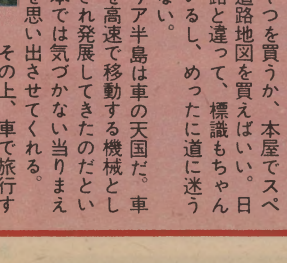 やつを買うか、本屋でスペ
道路地図を買えばいい。日
路と違って、標識もちゃん
いるし、めったに道に迷う
ない。
リア半島は車の天国だ。車
を高速で移動する機械とし
ぞれ発展してきたのだとい
本では気づかない当りまえ
を思い出させてくれる。
その上、車で旅行す